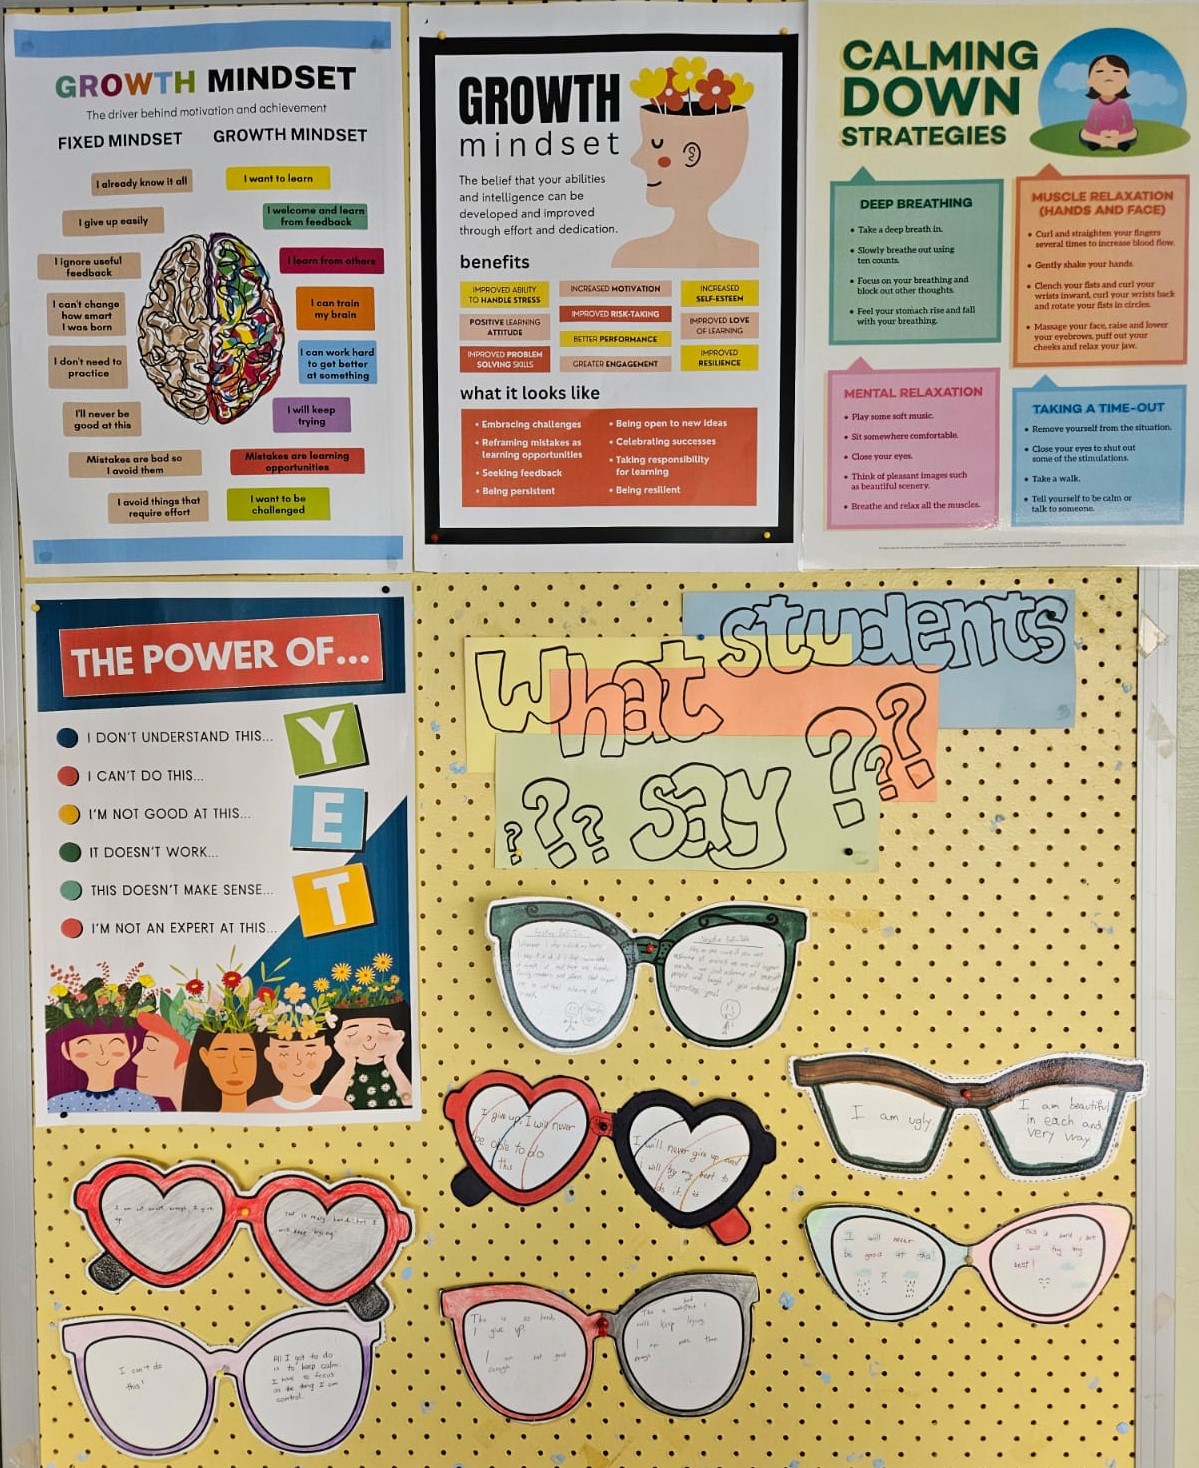 GROWTH MINDSET
The driver behind motivation and achievement
FIXED MINDSET
GROWTH MINDSET
I already know it all
I give up easily
I ignore useful
feedback
I can't change
how smart
I was born
I don't need to
practice
I'll never be
good at this
Mistakes are bad so
I avoid them
I avoid things that
require effort
I want to learn
I welcome and learn
from feedback
I learn from others
I can train
my brain
I can work hard
to get better
at something
I will keep
trying
Mistakes are learning
opportunities
I want to be
challenged
GROWTH
mindset
The belief that your abilities
and intelligence can be
developed and improved
through effort and dedication.
benefits
IMPROVED ABILITY
TO HANDLE STRESS
POSITIVE LEARNING
ATTITUDE
IMPROVED PROBLEM
SOLVING SKILLS
INCREASED MOTIVATION
IMPROVED RISK-TAKING
BETTER PERFORMANCE
GREATER ENGAGEMENT
INCREASED
SELF-ESTEEM
IMPROVED LOVE
OF LEARNING
IMPROVED
RESILIENCE
what it looks like
• Embracing challenges
• Reframing mistakes as
learning opportunities
• Seeking feedback
• Being persistent
• Being open to new ideas
• Celebrating successes
• Taking responsibility
for learning
• Being resilient
CALMING
DOWN
STRATEGIES
DEEP BREATHING
• Take a deep breath in.
• Slowly breathe out using
ten counts.
• Focus on your breathing and
block out other thoughts.
• Feel your stomach rise and fall
with your breathing.
MUSCLE RELAXATION
(HANDS AND FACE)
• Curl and straighten your fingers
several times to increase blood flow.
• Gently shake your hands.
• Clench your fists and curl your
wrists inward, curl your wrists back
and rotate your fists in circles.
• Massage your face, raise and lower
your eyebrows, puff out your
cheeks and relax your jaw.
MENTAL RELAXATION
• Play some soft music.
• Sit somewhere comfortable.
• Close your eyes.
• Think of pleasant images such
as beautiful scenery.
• Breathe and relax all the muscles.
TAKING A TIME-OUT
• Remove yourself from the situation.
• Close your eyes to shut out
some of the stimulations.
• Take a walk.
• Tell yourself to be calm or
talk to someone.
THE POWER OF...
I DON'T UNDERSTAND THIS...
I CAN'T DO THIS...
I'M NOT GOOD AT THIS...
IT DOESN'T WORK...
THIS DOESN'T MAKE SENSE...
I'M NOT AN EXPERT AT THIS...
Y
E
T
What students
??? say ???
I give up, I will never
be able to do
this
I will never give up and
I will try my best to
do it.
I am ugly
I am beautiful
in each and
very way
I will never
be good at this!
This is hard, but
I will try my
best!
I can't do
this!
All I got to do
is to keep calm.
I have to focus
on the thing I can
control.
This is so hard
I give up.
I am not good
enough
will keep trying